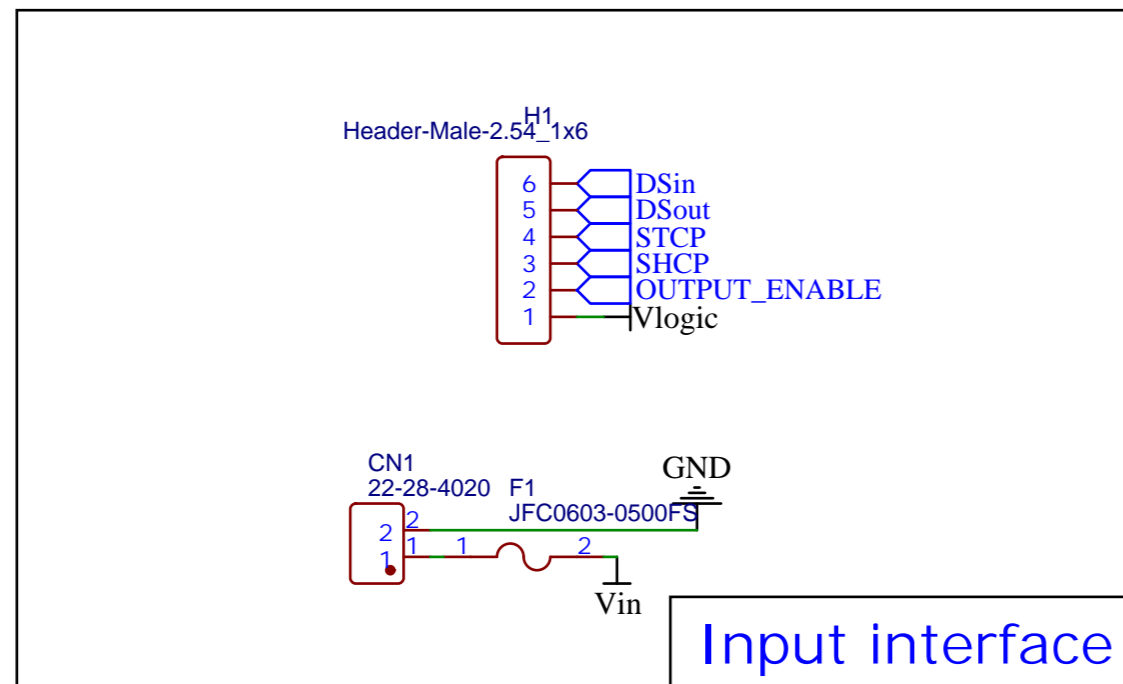 H1
Header-Male-2.54_1x6
6 DSin
5 DSout
4 STCP
3 SHCP
2 OUTPUT_ENABLE
1 Vlogic
CN1
22-28-4020 F1
GND
JFC0603-0500FS
2 2
1 1 1 2
Vin
Input interface